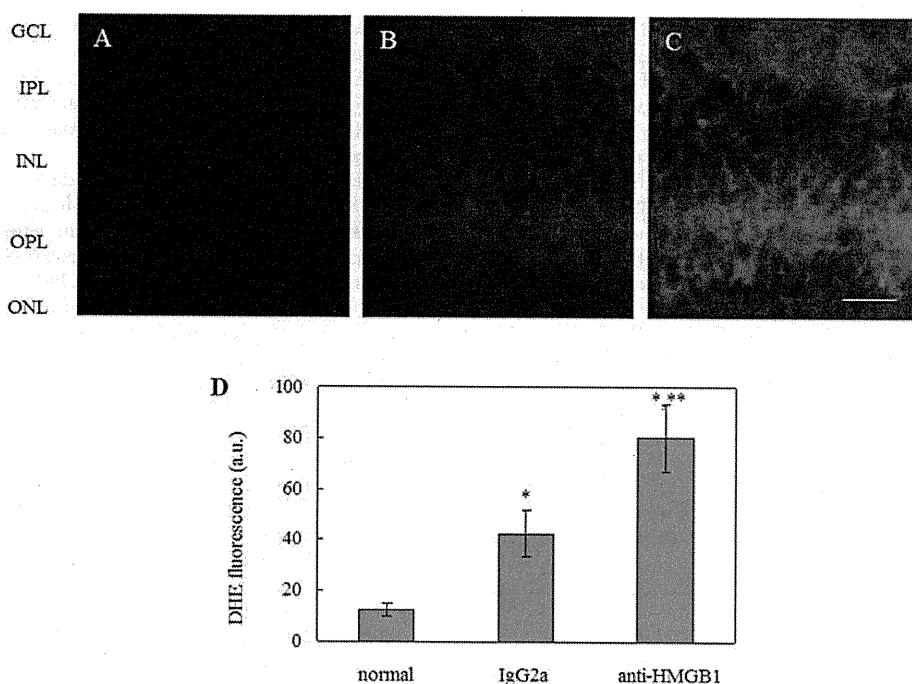 GCL
IPL
INL
OPL
ONL
A
B
C
D
DHE fluorescence (a.u.)
100
80
60
40
20
0
*
*,**
normal
IgG2a
anti-HMGB1